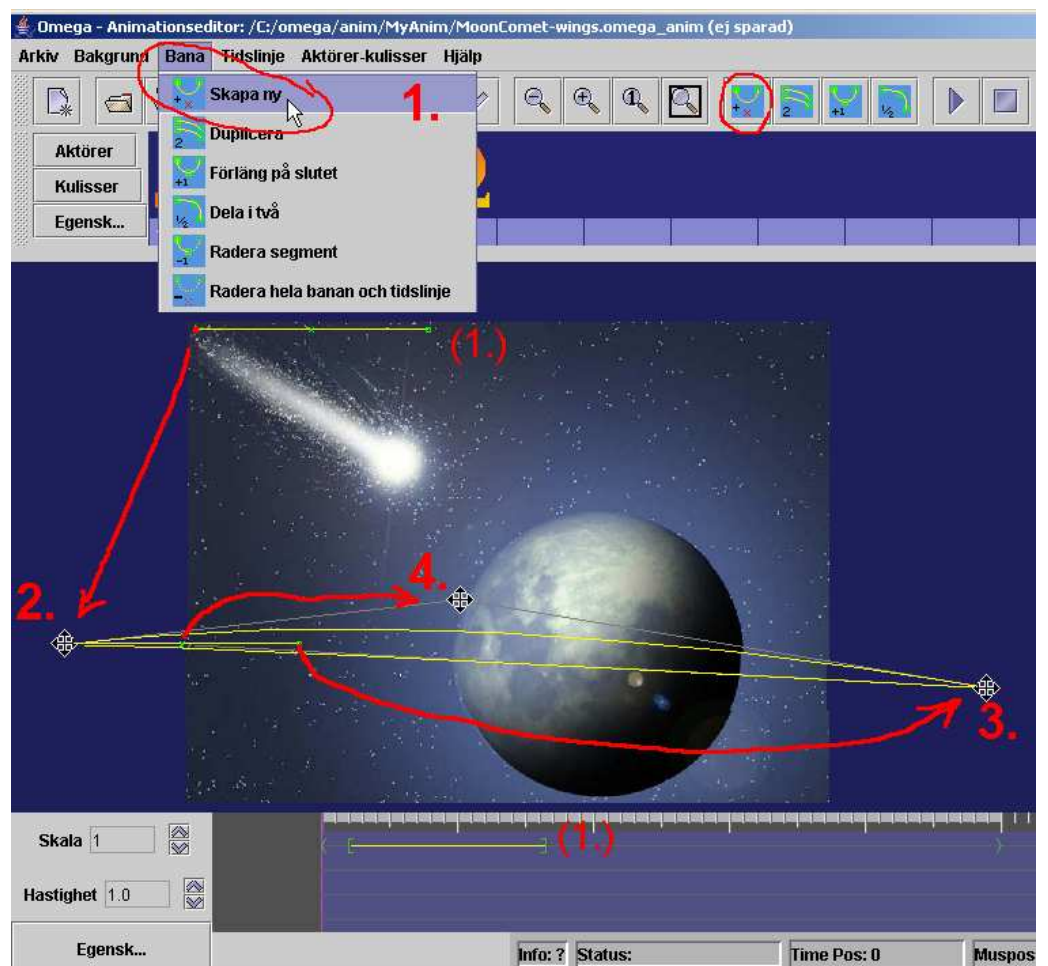 Omega - Animationseditor: /C:/omega/anim/MyAnim/MoonComet-wings.omega_anim (ej sparad)
Arkiv Bakgrund Bana Tidslinje Aktörer-kulisser Hjälp
Skapa ny
1.
Duplicera
Förläng på slutet
Dela i två
Radera segment
Radera hela banan och tidslinje
Aktörer
Kulisser
Egensk...
(1.)
4.
2.
3.
(1.)
Skala 1
Hastighet 1.0
Egensk...
Info: ? Status: Time Pos: 0 Muspos